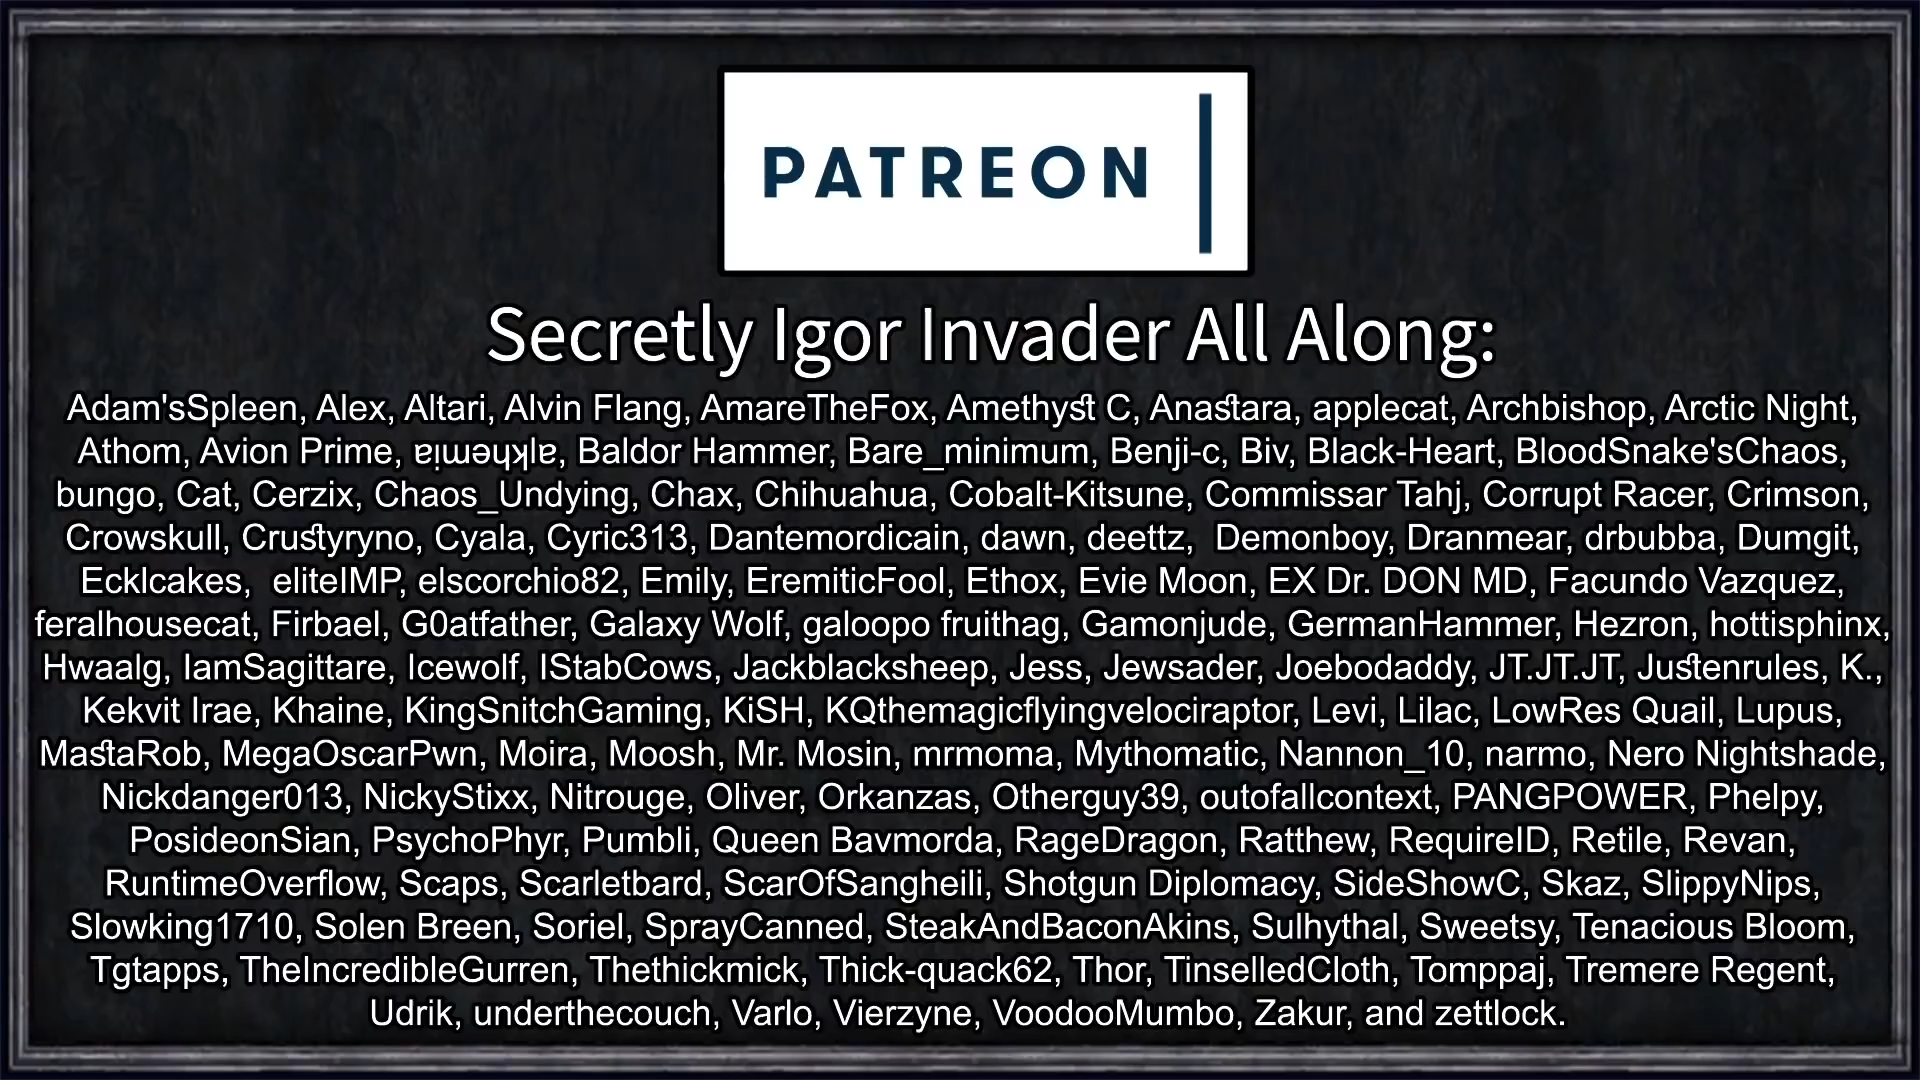 PATREON
Secretly Igor Invader All Along:
Adam'sSpleen, Alex, Altari, Alvin Flang, AmareTheFox, Amethyst C, Anastara, applecat, Archbishop, Arctic Night,
Athom, Avion Prime, ɐᴉɯǝɥʞlɐ, Baldor Hammer, Bare_minimum, Benji-c, Biv, Black-Heart, BloodSnake'sChaos,
bungo, Cat, Cerzix, Chaos_Undying, Chax, Chihuahua, Cobalt-Kitsune, Commissar Tahj, Corrupt Racer, Crimson,
Crowskull, Crustyryno, Cyala, Cyric313, Dantemordicain, dawn, deettz, Demonboy, Dranmear, drbubba, Dumgit,
Ecklcakes, eliteIMP, elscorchio82, Emily, EremiticFool, Ethox, Evie Moon, EX Dr. DON MD, Facundo Vazquez,
feralhousecat, Firbael, G0atfather, Galaxy Wolf, galoopo fruithag, Gamonjude, GermanHammer, Hezron, hottisphinx,
Hwaalg, IamSagittare, Icewolf, IStabCows, Jackblacksheep, Jess, Jewsader, Joebodaddy, JT.JT.JT, Justenrules, K.,
Kekvit Irae, Khaine, KingSnitchGaming, KiSH, KQthemagicflyingvelociraptor, Levi, Lilac, LowRes Quail, Lupus,
MastaRob, MegaOscarPwn, Moira, Moosh, Mr. Mosin, mrmoma, Mythomatic, Nannon_10, narmo, Nero Nightshade,
Nickdanger013, NickyStixx, Nitrouge, Oliver, Orkanzas, Otherguy39, outofallcontext, PANGPOWER, Phelpy,
PosideonSian, PsychoPhyr, Pumbli, Queen Bavmorda, RageDragon, Ratthew, RequireID, Retile, Revan,
RuntimeOverflow, Scaps, Scarletbard, ScarOfSangheili, Shotgun Diplomacy, SideShowC, Skaz, SlippyNips,
Slowking1710, Solen Breen, Soriel, SprayCanned, SteakAndBaconAkins, Sulhythal, Sweetsy, Tenacious Bloom,
Tgtapps, TheIncredibleGurren, Thethickmick, Thick-quack62, Thor, TinselledCloth, Tomppaj, Tremere Regent,
Udrik, underthecouch, Varlo, Vierzyne, VoodooMumbo, Zakur, and zettlock.